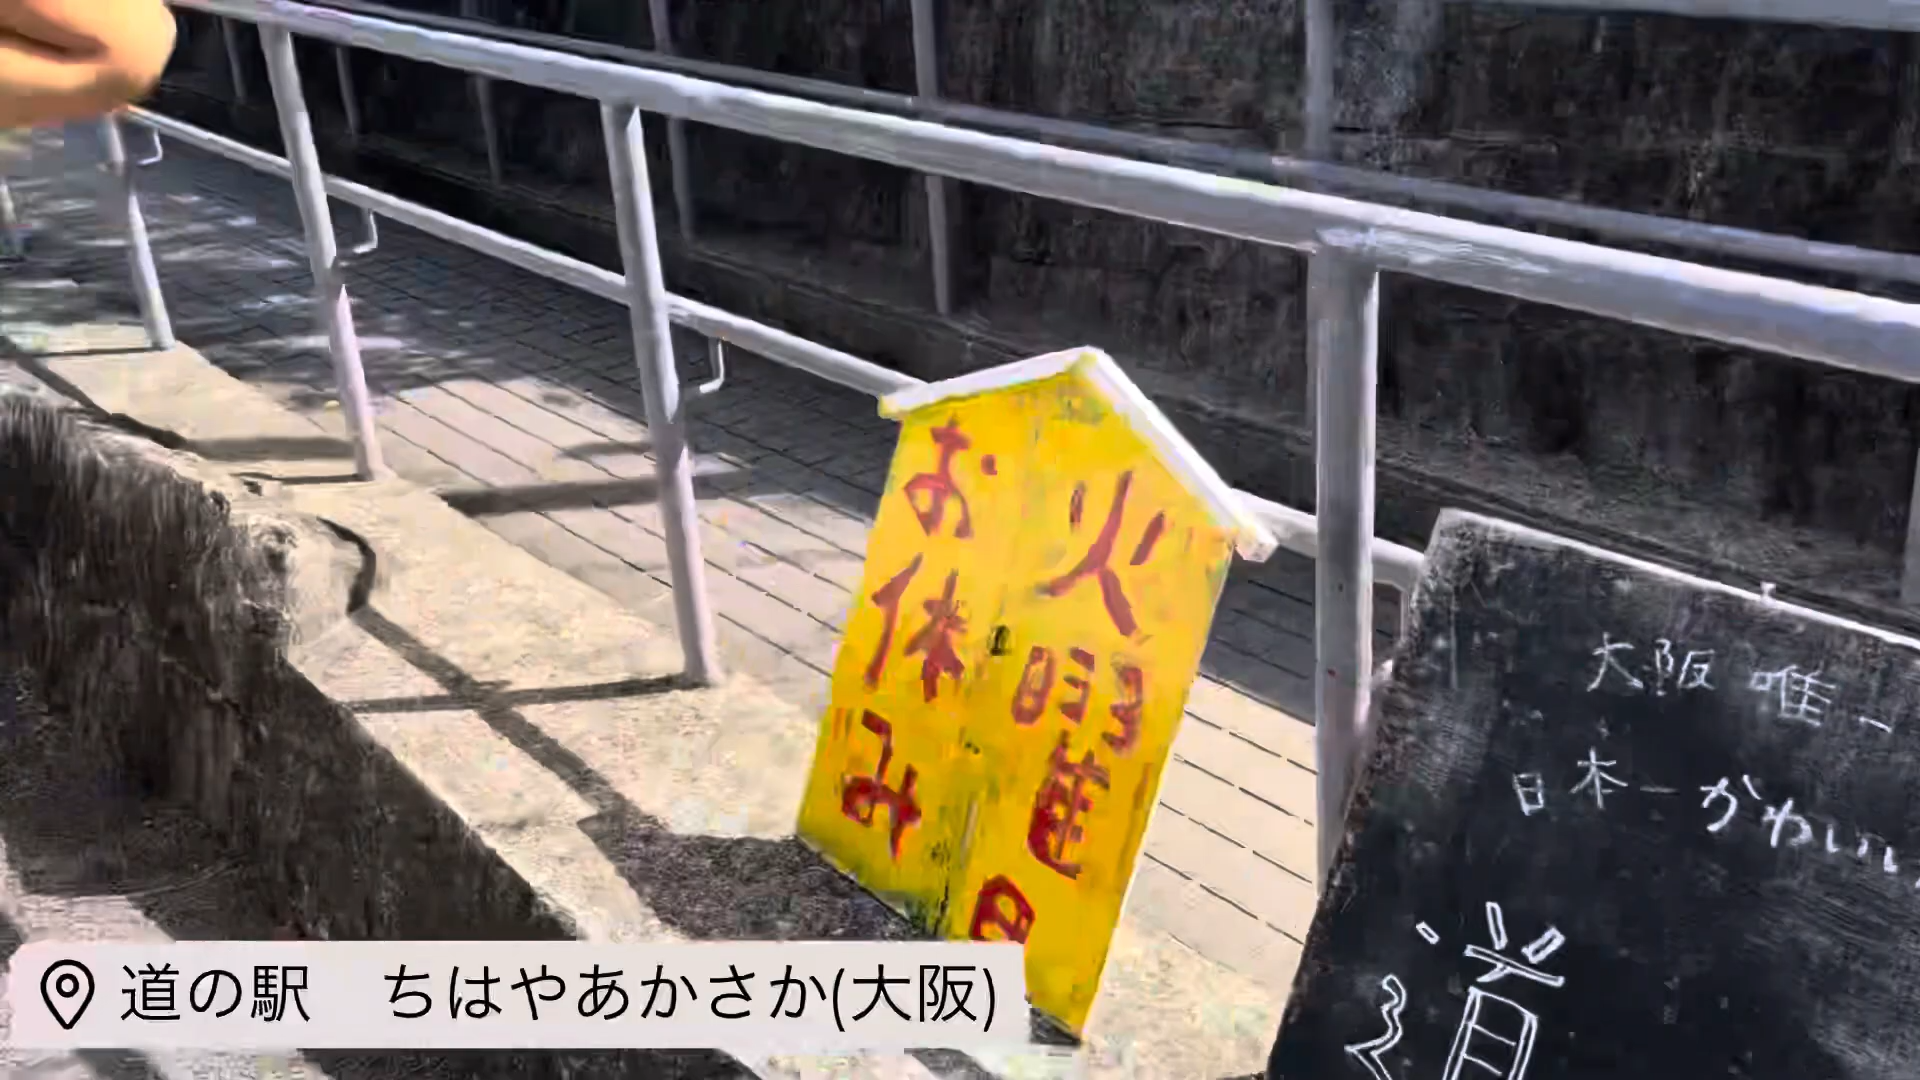 火曜日
お休み
大阪唯一
日本一かわいい
道
道の駅　ちはやあかさか(大阪)